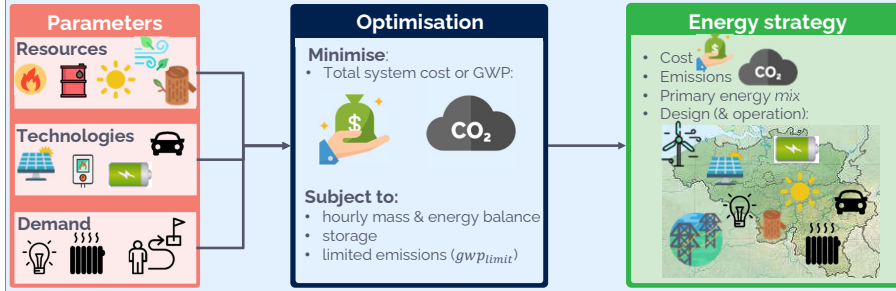 Parameters
Resources
Technologies
Demand
Optimisation
Minimise:
• Total system cost or GWP:
$
CO₂
Subject to:
• hourly mass & energy balance
• storage
• limited emissions (gwp_limit)
Energy strategy
• Cost
$
• Emissions
CO₂
• Primary energy mix
• Design (& operation):